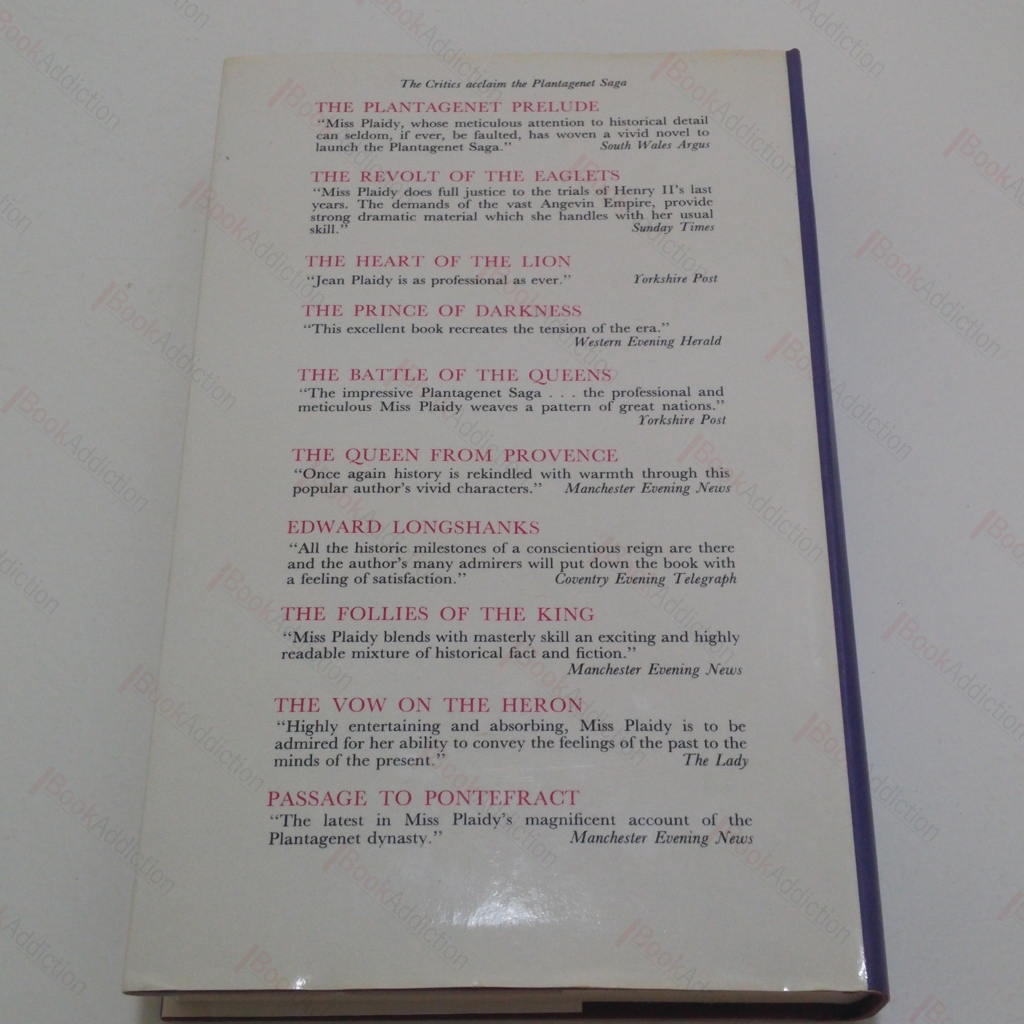 The Critics acclaim the Plantagenet Saga
THE PLANTAGENET PRELUDE
“Miss Plaidy, whose meticulous attention to historical detail
can seldom, if ever, be faulted, has woven a vivid novel to
launch the Plantagenet Saga.” South Wales Argus
THE REVOLT OF THE EAGLETS
“Miss Plaidy does full justice to the trials of Henry II’s last
years. The demands of the vast Angevin Empire, provide
strong dramatic material which she handles with her usual
skill.” Sunday Times
THE HEART OF THE LION
“Jean Plaidy is as professional as ever.” Yorkshire Post
THE PRINCE OF DARKNESS
“This excellent book recreates the tension of the era.”
Western Evening Herald
THE BATTLE OF THE QUEENS
“The impressive Plantagenet Saga . . . the professional and
meticulous Miss Plaidy weaves a pattern of great nations.”
Yorkshire Post
THE QUEEN FROM PROVENCE
“Once again history is rekindled with warmth through this
popular author’s vivid characters.” Manchester Evening News
EDWARD LONGSHANKS
“All the historic milestones of a conscientious reign are there
and the author’s many admirers will put down the book with
a feeling of satisfaction.” Coventry Evening Telegraph
THE FOLLIES OF THE KING
“Miss Plaidy blends with masterly skill an exciting and highly
readable mixture of historical fact and fiction.”
Manchester Evening News
THE VOW ON THE HERON
“Highly entertaining and absorbing, Miss Plaidy is to be
admired for her ability to convey the feelings of the past to the
minds of the present.” The Lady
PASSAGE TO PONTEFRACT
“The latest in Miss Plaidy’s magnificent account of the
Plantagenet dynasty.” Manchester Evening News
BookAddiction